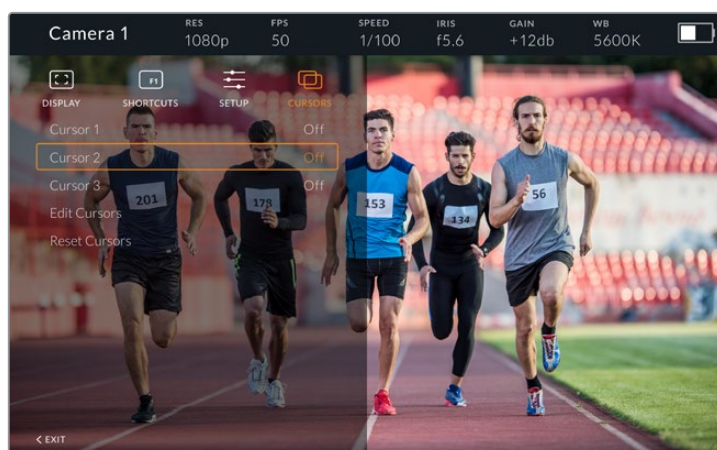 Camera 1
RES FPS SPEED IRIS GAIN WB
1080p 50 1/100 f5.6 +12db 5600K
F1
DISPLAY SHORTCUTS SETUP CURSORS
Cursor 1 Off
Cursor 2 Off
Cursor 3 Off
Edit Cursors
Reset Cursors
201
178
153
134
56
< EXIT